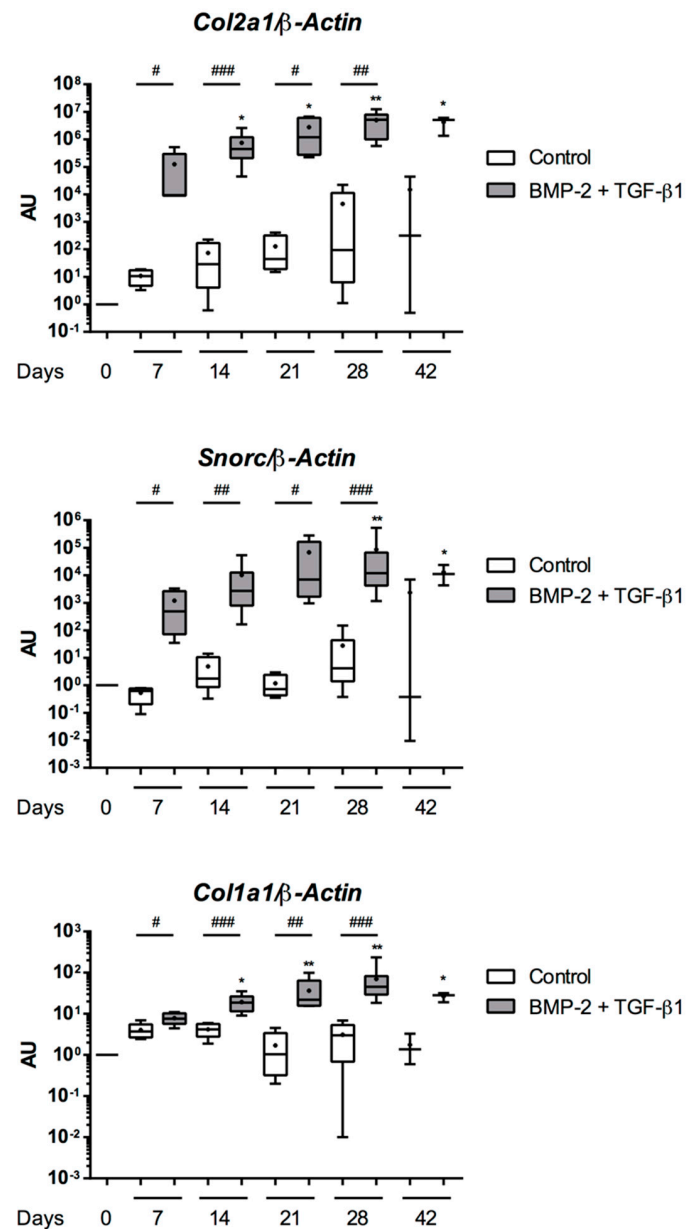 Col2a1/β-Actin
# ### # ##
10⁸
10⁷
10⁶
10⁵
10⁴
10³
10²
10¹
10⁰
10⁻¹
AU
* * ** *
Control
BMP-2 + TGF-β1
Days 0 7 14 21 28 42
Snorc/β-Actin
# ## # ###
10⁶
10⁵
10⁴
10³
10²
10¹
10⁰
10⁻¹
10⁻²
10⁻³
AU
** *
Control
BMP-2 + TGF-β1
Days 0 7 14 21 28 42
Col1a1/β-Actin
# ### ## ###
10³
10²
10¹
10⁰
10⁻¹
10⁻²
10⁻³
AU
* ** ** *
Control
BMP-2 + TGF-β1
Days 0 7 14 21 28 42